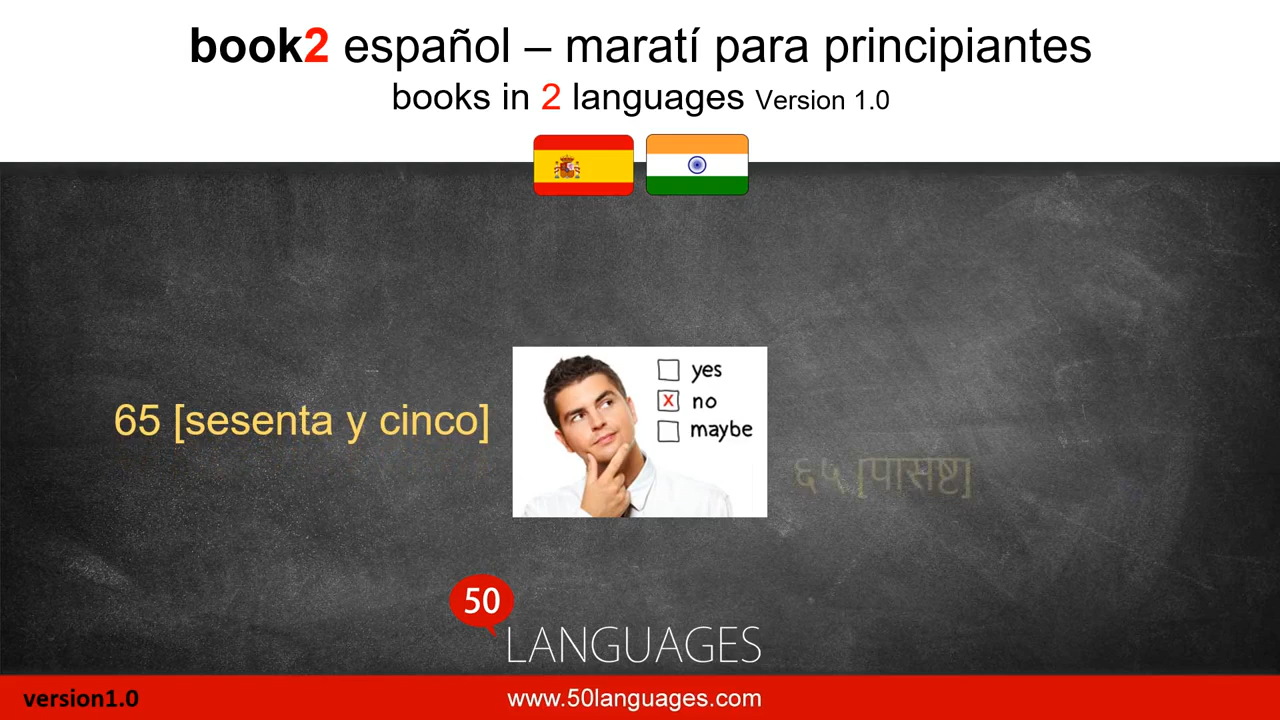 book2 español – maratí para principiantes
books in 2 languages Version 1.0
yes
x no
maybe
65 [sesenta y cinco]
६५ [पासष्ट]
50
LANGUAGES
version1.0
www.50languages.com